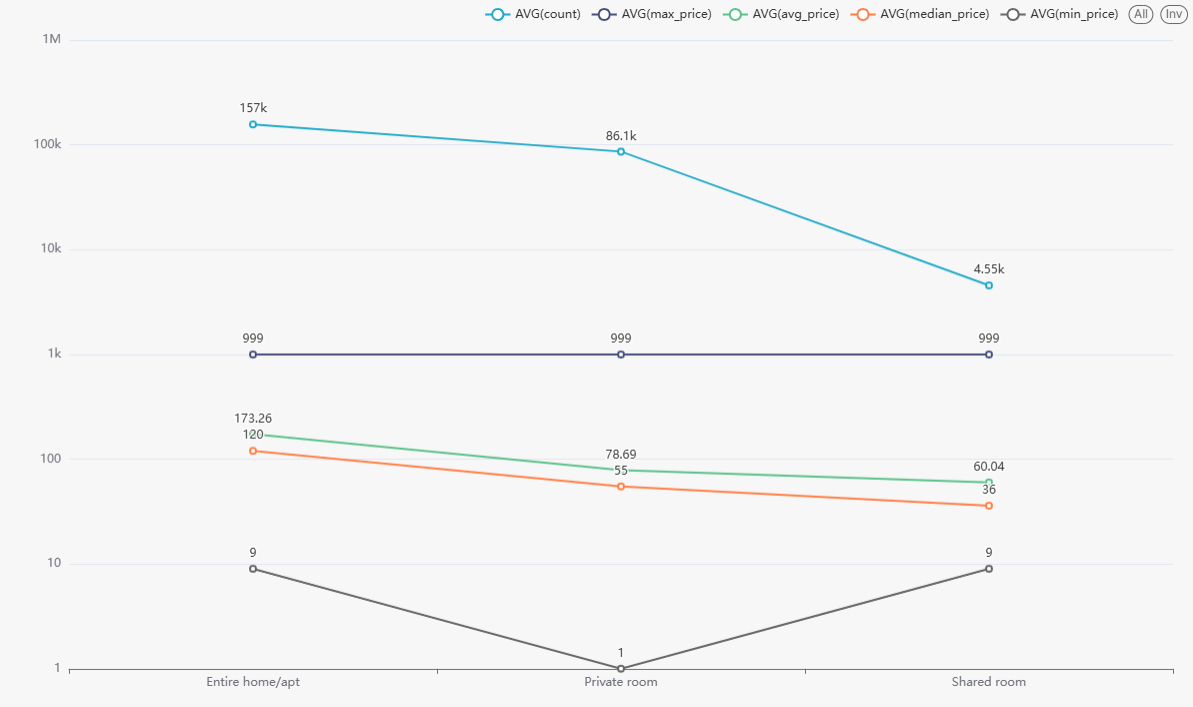 AVG(count) AVG(max_price) AVG(avg_price) AVG(median_price) AVG(min_price) All Inv
1M
157k
86.1k
100k
10k
4.55k
999 999 999
1k
173.26
120
78.69
100
60.04
55
36
10
9 9
1
1
Entire home/apt Private room Shared room